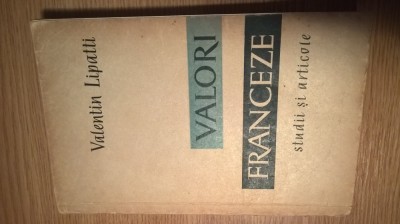 Valentin Lipatti
VALORI
FRANCEZE
studii și articole